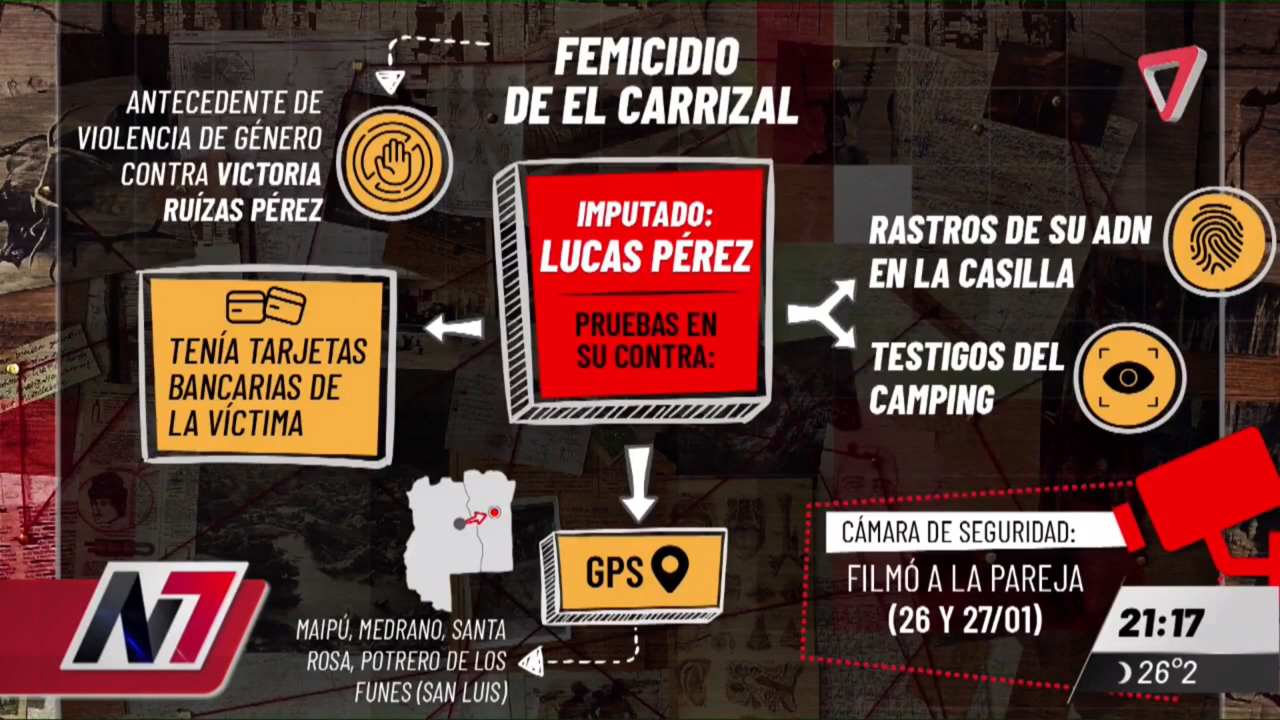 FEMICIDIO
DE EL CARRIZAL
ANTECEDENTE DE
VIOLENCIA DE GÉNERO
CONTRA VICTORIA
RUÍZAS PÉREZ
IMPUTADO:
LUCAS PÉREZ
PRUEBAS EN
SU CONTRA:
RASTROS DE SU ADN
EN LA CASILLA
TENÍA TARJETAS
BANCARIAS DE
LA VÍCTIMA
TESTIGOS DEL
CAMPING
GPS
MAIPÚ, MEDRANO, SANTA
ROSA, POTRERO DE LOS
FUNES (SAN LUIS)
CÁMARA DE SEGURIDAD:
FILMÓ A LA PAREJA
(26 Y 27/01)
N7
21:17
26°2